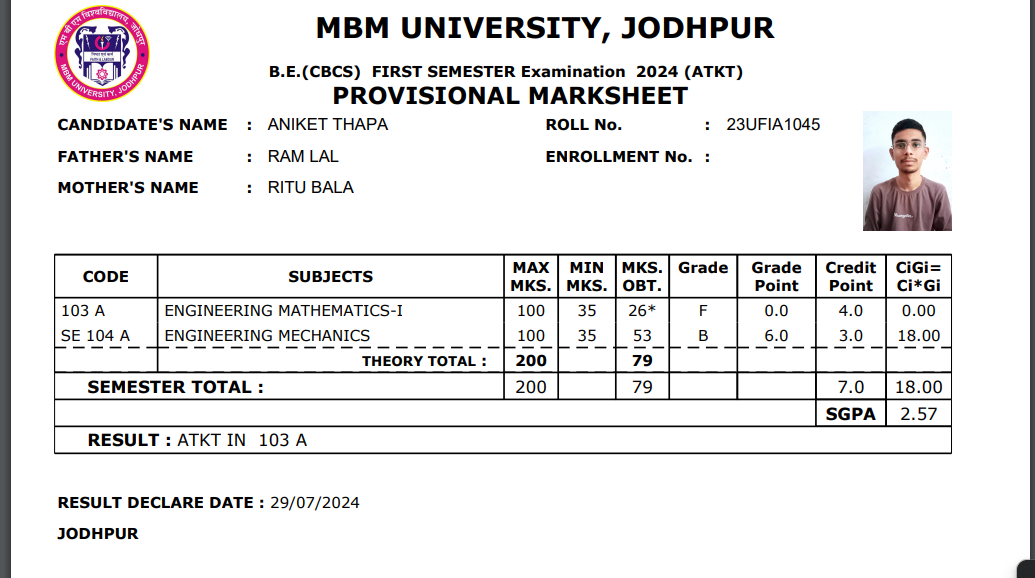 एम बी एम विश्वविद्यालय, जोधपुर
MBM UNIVERSITY, JODHPUR
MBM UNIVERSITY, JODHPUR
B.E.(CBCS) FIRST SEMESTER Examination 2024 (ATKT)
PROVISIONAL MARKSHEET
CANDIDATE'S NAME : ANIKET THAPA ROLL No. : 23UFIA1045
FATHER'S NAME : RAM LAL ENROLLMENT No. :
MOTHER'S NAME : RITU BALA
CODE SUBJECTS MAX MKS. MIN MKS. MKS. OBT. Grade Grade Point Credit Point CiGi= Ci*Gi
103 A ENGINEERING MATHEMATICS-I 100 35 26* F 0.0 4.0 0.00
SE 104 A ENGINEERING MECHANICS 100 35 53 B 6.0 3.0 18.00
THEORY TOTAL : 200 79
SEMESTER TOTAL : 200 79 7.0 18.00
SGPA 2.57
RESULT : ATKT IN 103 A
RESULT DECLARE DATE : 29/07/2024
JODHPUR